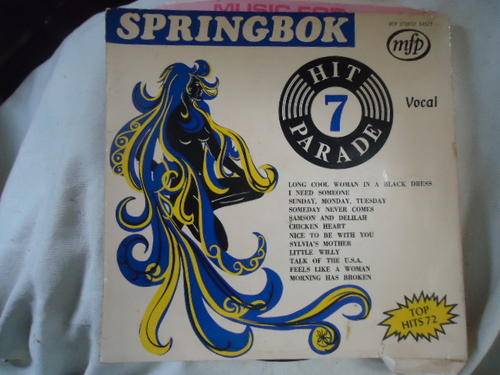 MUSIC FOR
SPRINGBOK
mfp
HIT
7
PARADE
Vocal
LONG COOL WOMAN IN A BLACK DRESS
I NEED SOMEONE
SUNDAY, MONDAY, TUESDAY
SOMEDAY NEVER COMES
SAMSON AND DELILAH
CHICKEN HEART
NICE TO BE WITH YOU
SYLVIA'S MOTHER
LITTLE WILLY
TALK OF THE U.S.A.
FEELS LIKE A WOMAN
MORNING HAS BROKEN
TOP
HITS 72